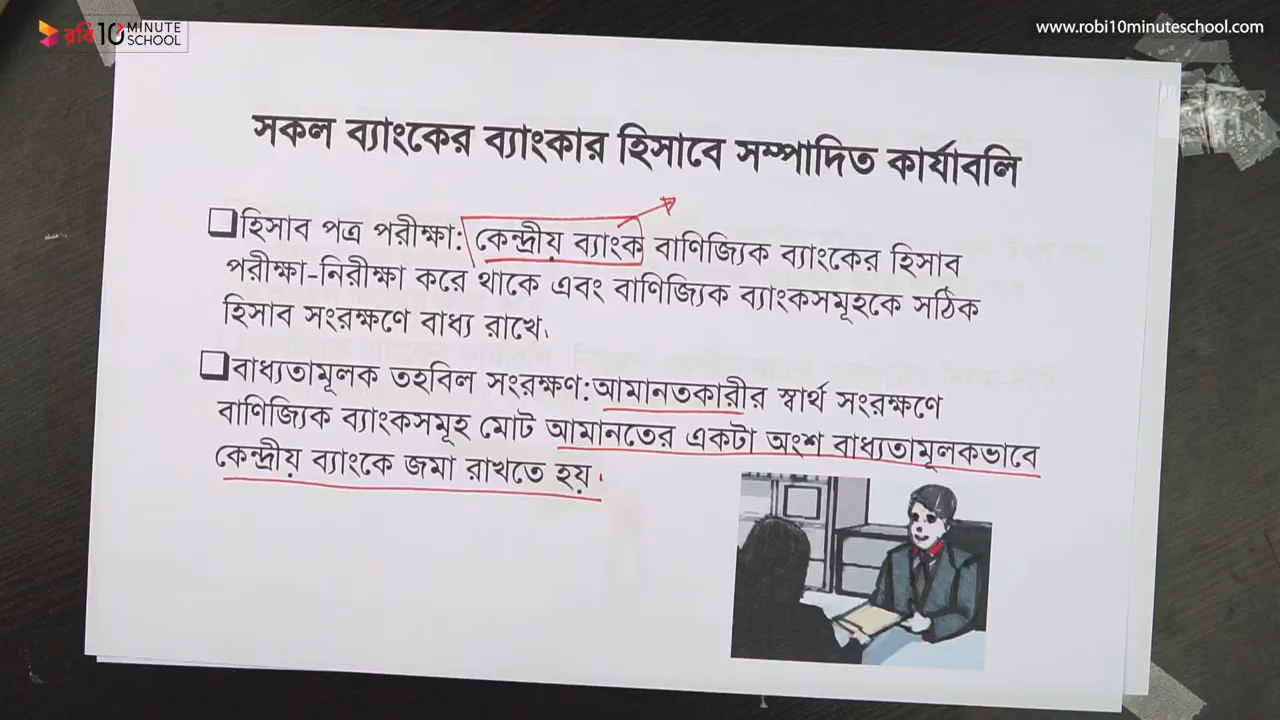 রবি 10 MINUTE SCHOOL
www.robi10minuteschool.com
সকল ব্যাংকের ব্যাংকার হিসাবে সম্পাদিত কার্যাবলি
হিসাব পত্র পরীক্ষা: কেন্দ্রীয় ব্যাংক বাণিজ্যিক ব্যাংকের হিসাব
পরীক্ষা-নিরীক্ষা করে থাকে এবং বাণিজ্যিক ব্যাংকসমূহকে সঠিক
হিসাব সংরক্ষণে বাধ্য রাখে.
বাধ্যতামূলক তহবিল সংরক্ষণ:আমানতকারীর স্বার্থ সংরক্ষণে
বাণিজ্যিক ব্যাংকসমূহ মোট আমানতের একটা অংশ বাধ্যতামূলকভাবে
কেন্দ্রীয় ব্যাংকে জমা রাখতে হয়.